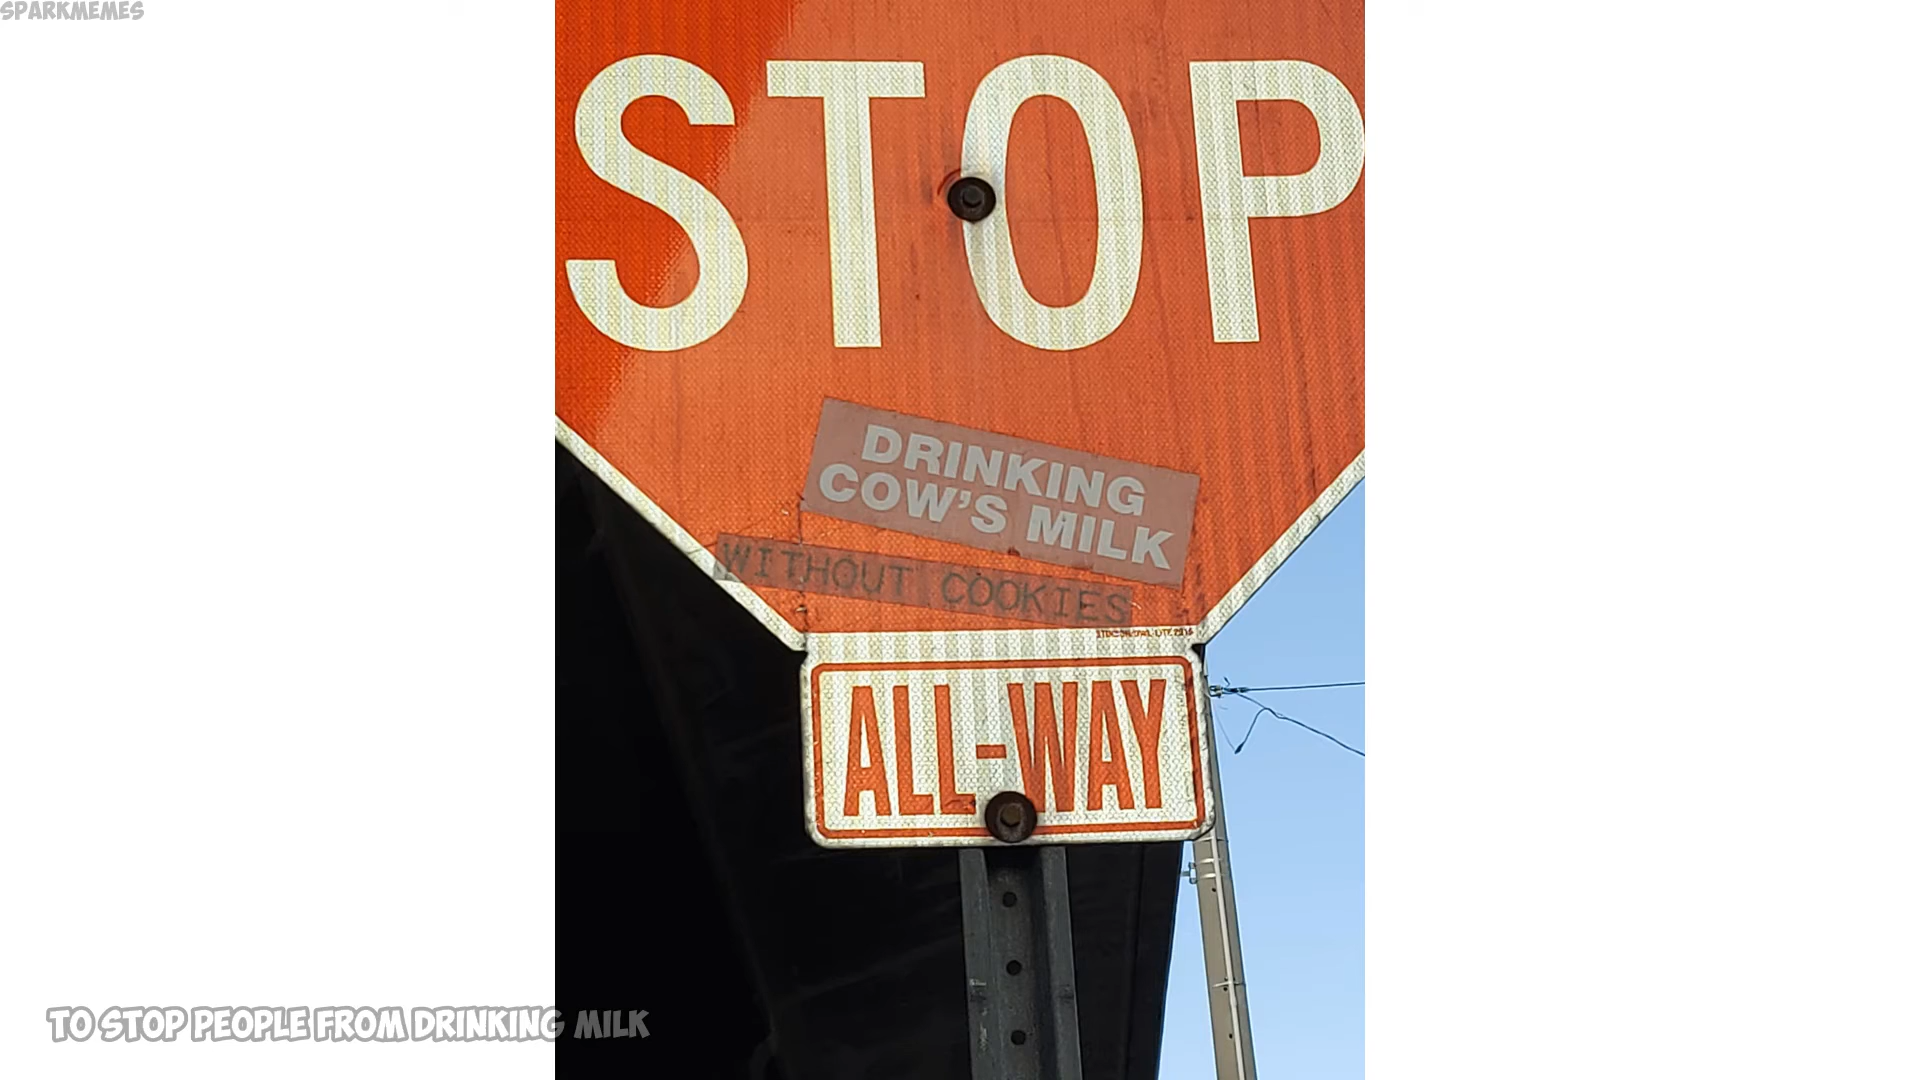 SPARKMEMES
STOP
DRINKING
COW'S MILK
WITHOUT COOKIES
ALL-WAY
TO STOP PEOPLE FROM DRINKING MILK